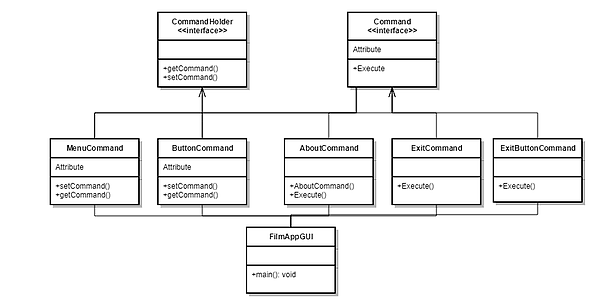 CommandHolder
<<interface>>
+getCommand()
+setCommand()
Command
<<interface>>
Attribute
+Execute
MenuCommand
Attribute
+setCommand()
+getCommand()
ButtonCommand
Attribute
+setCommand()
+getCommand()
AboutCommand
+AboutCommand()
+Execute()
ExitCommand
+Execute()
ExitButtonCommand
+Execute()
FilmAppGUI
+main(): void